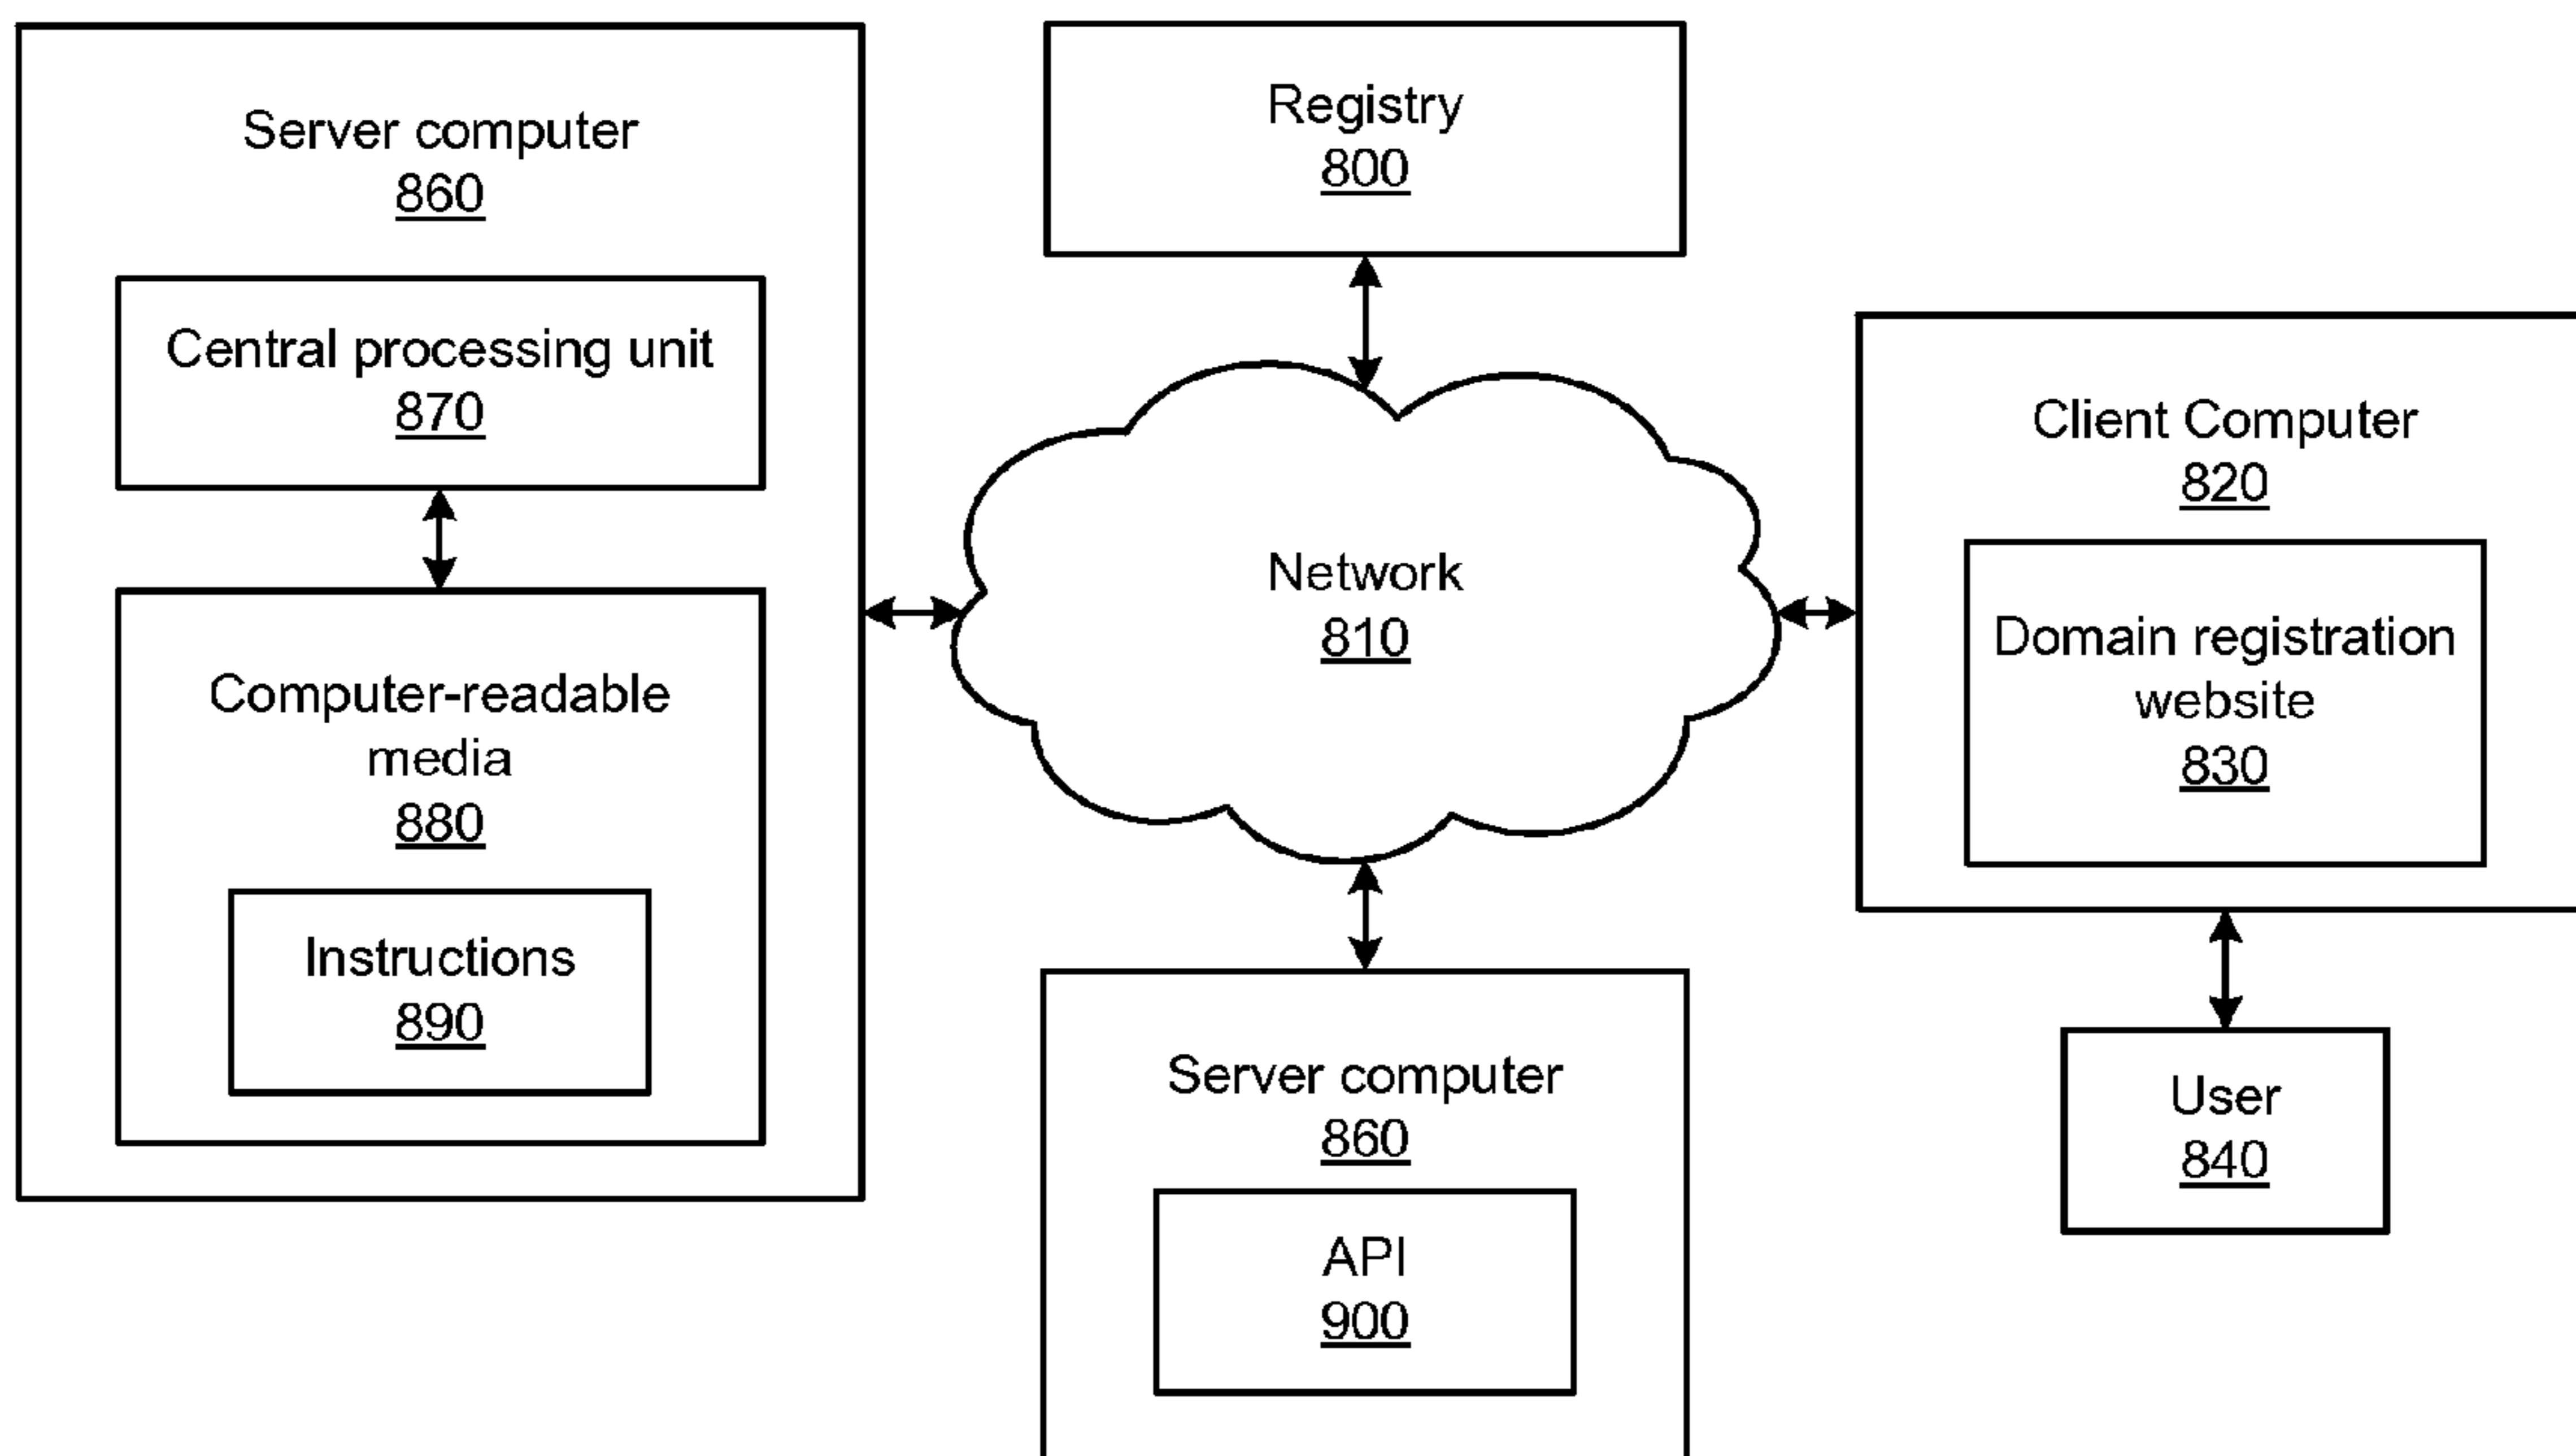 Server computer
860
Central processing unit
870
Computer-readable
media
880
Instructions
890
Registry
800
Network
810
Server computer
860
API
900
Client Computer
820
Domain registration
website
830
User
840